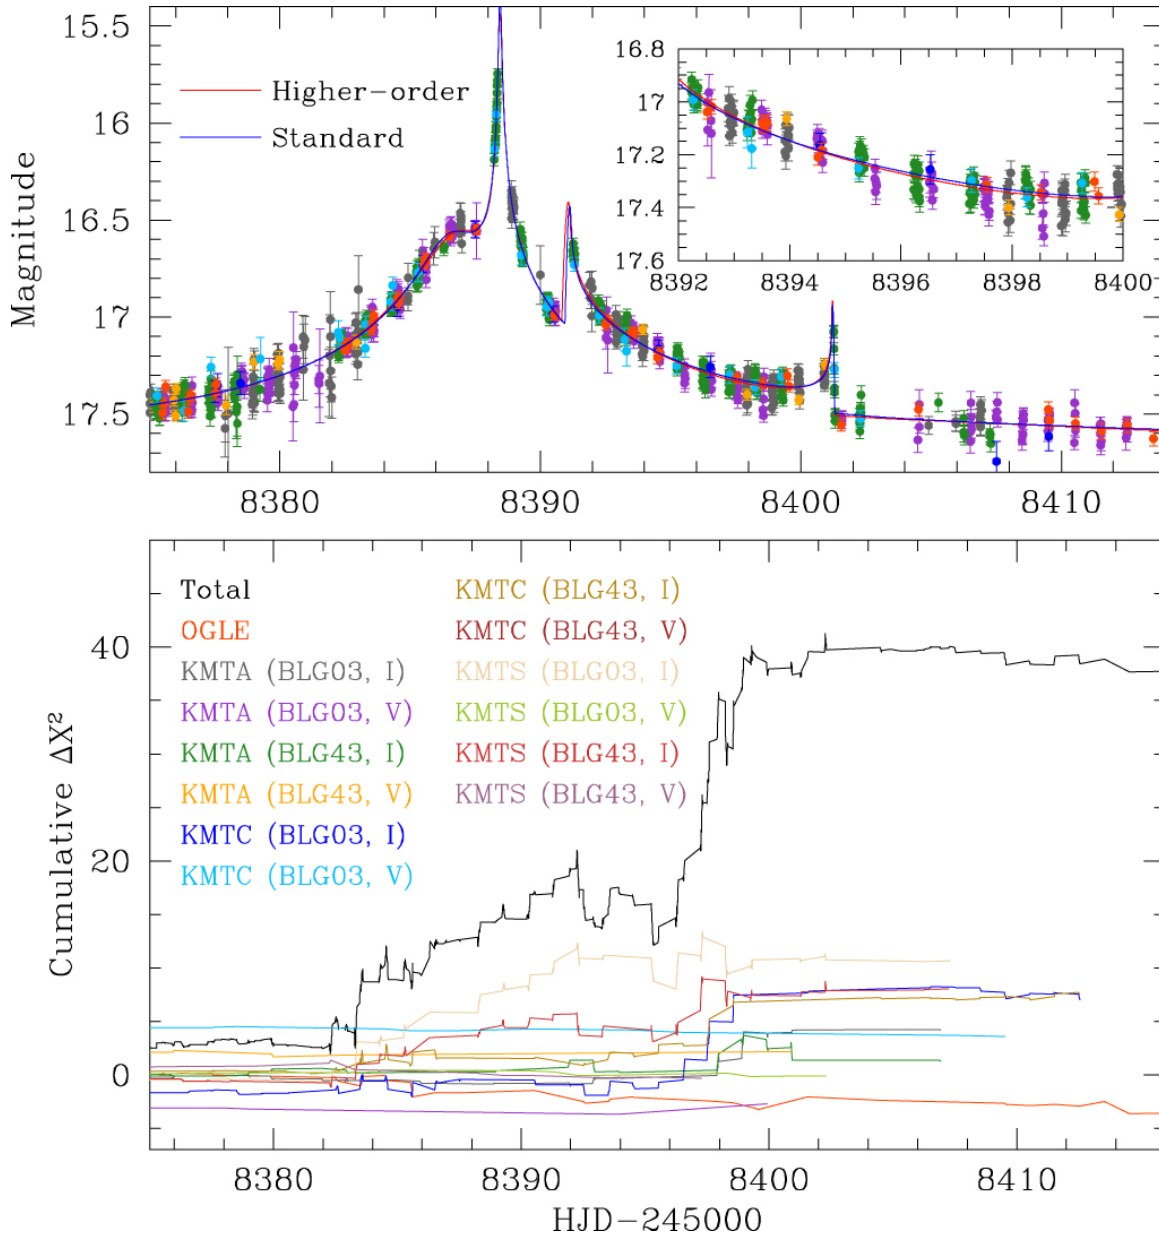 15.5
16
16.5
17
17.5
Magnitude
Higher-order
Standard
16.8
17
17.2
17.4
17.6
8392 8394 8396 8398 8400
8380 8390 8400 8410
40
20
0
Cumulative ΔX²
Total
OGLE
KMTA (BLG03, I)
KMTA (BLG03, V)
KMTA (BLG43, I)
KMTA (BLG43, V)
KMTC (BLG03, I)
KMTC (BLG03, V)
KMTC (BLG43, I)
KMTC (BLG43, V)
KMTS (BLG03, I)
KMTS (BLG03, V)
KMTS (BLG43, I)
KMTS (BLG43, V)
8380 8390 8400 8410
HJD-245000